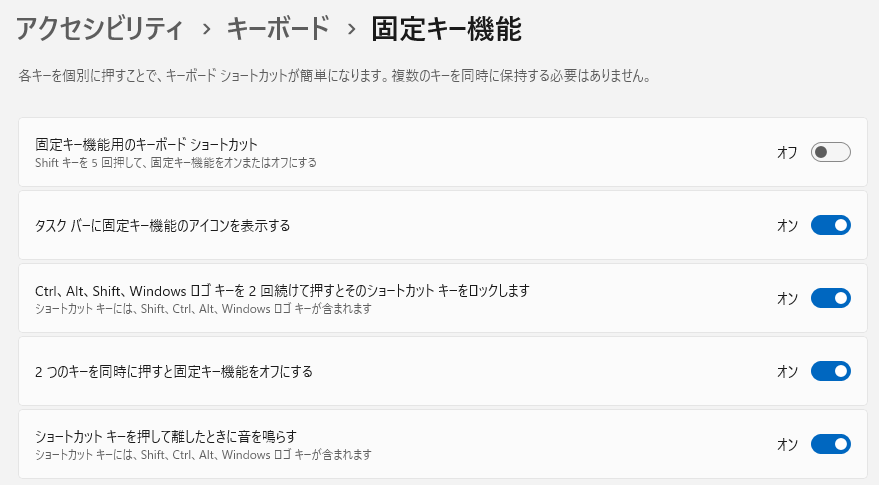 アクセシビリティ › キーボード › 固定キー機能
各キーを個別に押すことで、キーボード ショートカットが簡単になります。複数のキーを同時に保持する必要はありません。
固定キー機能用のキーボード ショートカット
Shift キーを 5 回押して、固定キー機能をオンまたはオフにする
オフ
タスク バーに固定キー機能のアイコンを表示する
オン
Ctrl、Alt、Shift、Windows ロゴ キーを 2 回続けて押すとそのショートカット キーをロックします
ショートカット キーには、Shift、Ctrl、Alt、Windows ロゴ キーが含まれます
オン
2 つのキーを同時に押すと固定キー機能をオフにする
オン
ショートカット キーを押して離したときに音を鳴らす
ショートカット キーには、Shift、Ctrl、Alt、Windows ロゴ キーが含まれます
オン